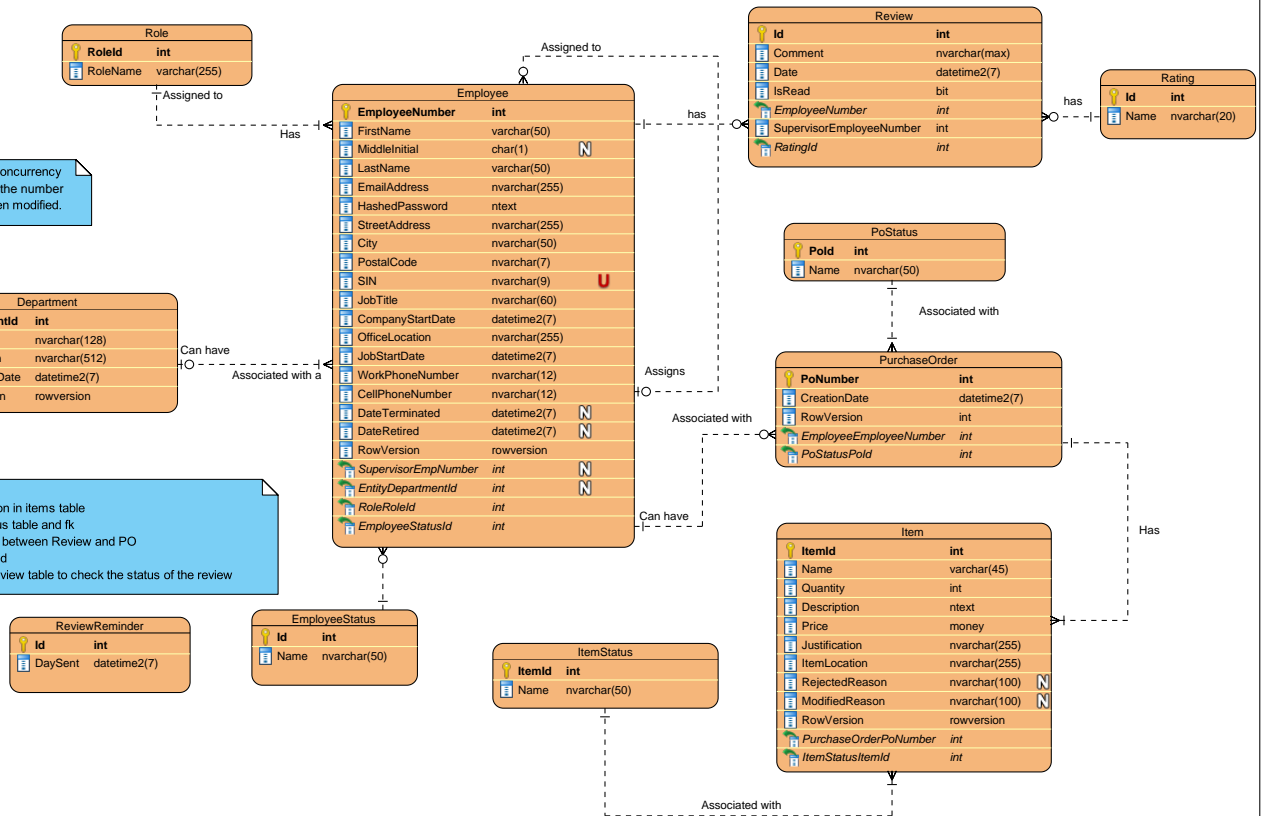 Role
RoleId int
RoleName varchar(255)
Assigned to
Has
Assigned to
Employee
EmployeeNumber int
FirstName varchar(50)
MiddleInitial char(1) N
LastName varchar(50)
EmailAddress nvarchar(255)
HashedPassword ntext
StreetAddress nvarchar(255)
City nvarchar(50)
PostalCode nvarchar(7)
SIN nvarchar(9) U
JobTitle nvarchar(60)
CompanyStartDate datetime2(7)
OfficeLocation nvarchar(255)
JobStartDate datetime2(7)
WorkPhoneNumber nvarchar(12)
CellPhoneNumber nvarchar(12)
DateTerminated datetime2(7) N
DateRetired datetime2(7) N
RowVersion rowversion
SupervisorEmpNumber int N
EntityDepartmentId int N
RoleRoleId int
EmployeeStatusId int
has
Assigns
Associated with
Can have
Review
Id int
Comment nvarchar(max)
Date datetime2(7)
IsRead bit
EmployeeNumber int
SupervisorEmployeeNumber int
RatingId int
has
Rating
Id int
Name nvarchar(20)
oncurrency
the number
en modified.
Department
ntId int
nvarchar(128)
n nvarchar(512)
Date datetime2(7)
n rowversion
Can have
Associated with a
PoStatus
PoId int
Name nvarchar(50)
Associated with
PurchaseOrder
PoNumber int
CreationDate datetime2(7)
RowVersion int
EmployeeEmployeeNumber int
PoStatusPoId int
Has
Item
ItemId int
Name varchar(45)
Quantity int
Description ntext
Price money
Justification nvarchar(255)
ItemLocation nvarchar(255)
RejectedReason nvarchar(100) N
ModifiedReason nvarchar(100) N
RowVersion rowversion
PurchaseOrderPoNumber int
ItemStatusItemId int
on in items table
us table and fk
between Review and PO
d
view table to check the status of the review
ReviewReminder
Id int
DaySent datetime2(7)
EmployeeStatus
Id int
Name nvarchar(50)
ItemStatus
ItemId int
Name nvarchar(50)
Associated with